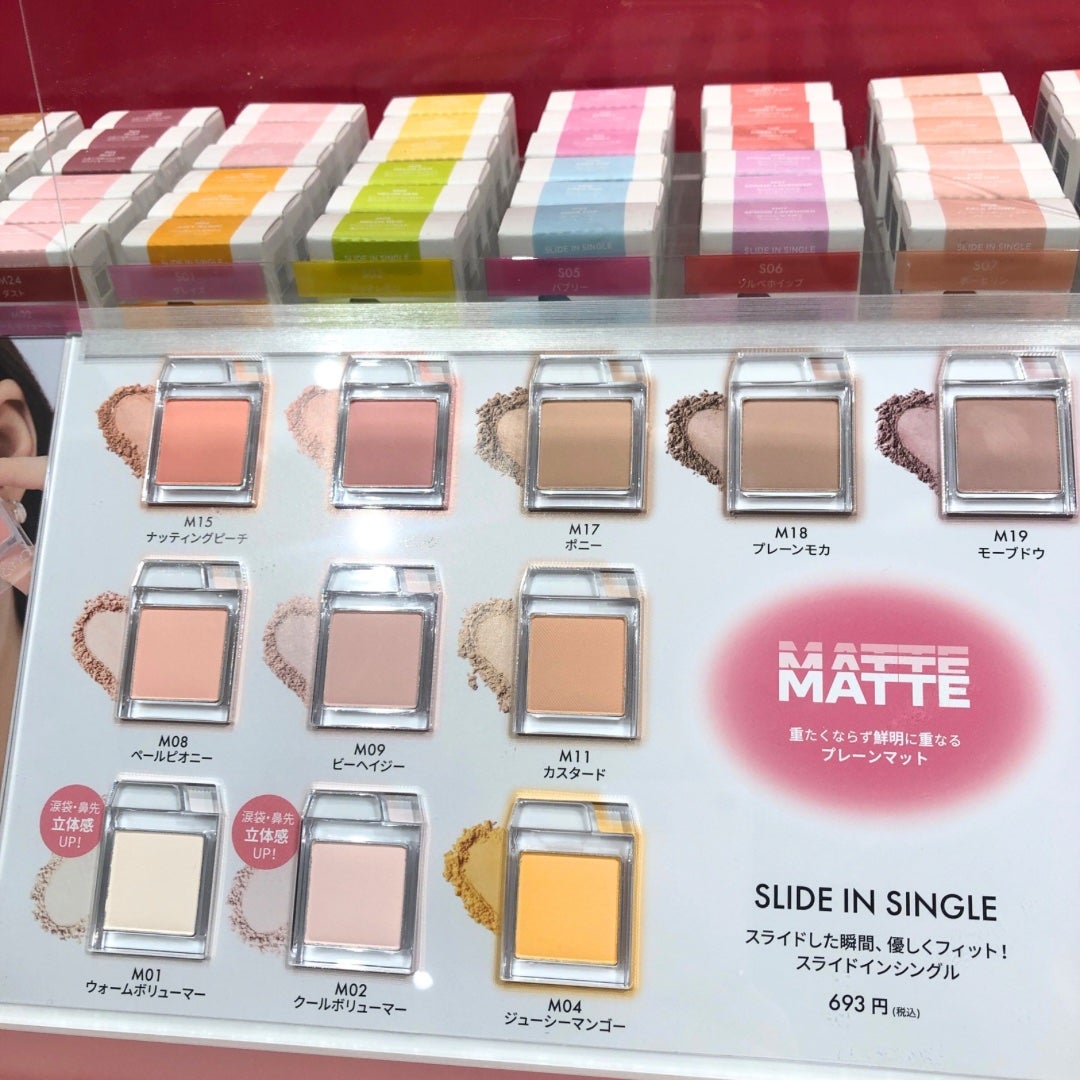 SLIDE IN SINGLE
SLIDE IN SINGLE
SLIDE IN SINGLE
M24
S01
S05
バブリー
S06
ソルベホイップ
S07
M15
ナッティングピーチ
M17
ポニー
M18
プレーンモカ
M19
モーブドウ
M08
ペールピオニー
M09
ビーヘイジー
M11
カスタード
MATTE
MATTE
重たくならず鮮明に重なる
プレーンマット
涙袋・鼻先
立体感
UP!
涙袋・鼻先
立体感
UP!
M01
ウォームボリューマー
M02
クールボリューマー
M04
ジューシーマンゴー
SLIDE IN SINGLE
スライドした瞬間、優しくフィット!
スライドインシングル
693 円 (税込)